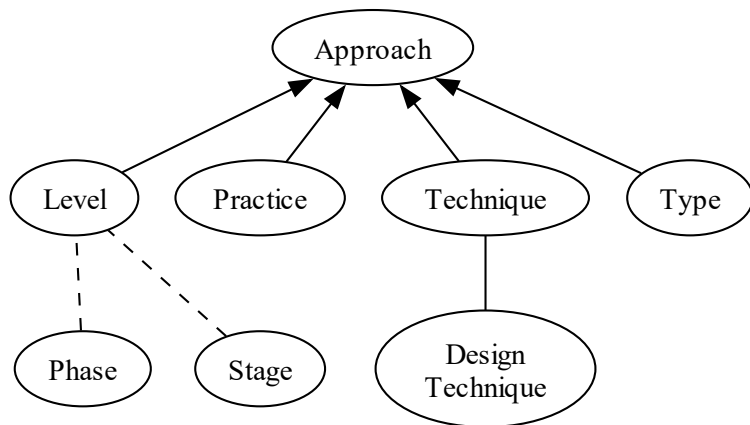 Approach
Level
Practice
Technique
Type
Phase
Stage
Design
Technique